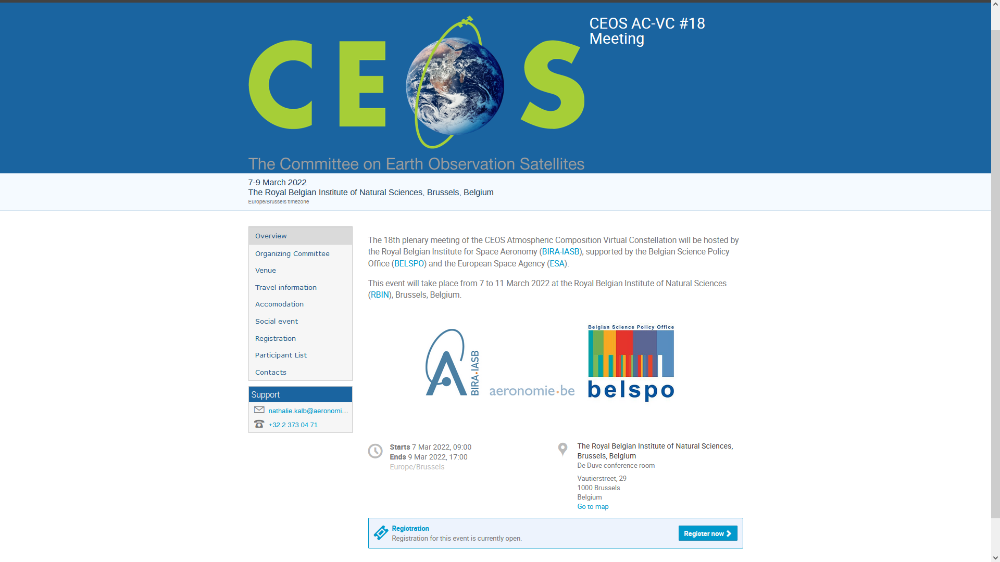 CEOS
The Committee on Earth Observation Satellites
CEOS AC-VC #18
Meeting
7-9 March 2022
The Royal Belgian Institute of Natural Sciences, Brussels, Belgium
Europe/Brussels timezone
Overview
Organizing Committee
Venue
Travel information
Accomodation
Social event
Registration
Participant List
Contacts
Support
nathalie.kalb@aeronomi...
+32 2 373 04 71
The 18th plenary meeting of the CEOS Atmospheric Composition Virtual Constellation will be hosted by
the Royal Belgian Institute for Space Aeronomy (BIRA-IASB), supported by the Belgian Science Policy
Office (BELSPO) and the European Space Agency (ESA).
This event will take place from 7 to 11 March 2022 at the Royal Belgian Institute of Natural Sciences
(RBIN), Brussels, Belgium.
BIRA•IASB
aeronomie•be
Belgian Science Policy Office
belspo
Starts 7 Mar 2022, 09:00
Ends 9 Mar 2022, 17:00
Europe/Brussels
The Royal Belgian Institute of Natural Sciences,
Brussels, Belgium
De Duve conference room
Vautierstreet, 29
1000 Brussels
Belgium
Go to map
Registration
Registration for this event is currently open.
Register now